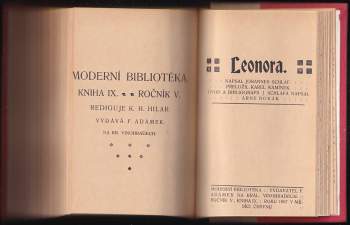 MODERNÍ BIBLIOTÉKA
KNIHA IX. ROČNÍK V.
REDIGUJE K. H. HILAR
VYDÁVÁ F. ADÁMEK
NA KR. VINOHRADECH
Leonora.
NAPSAL JOHANNES SCHLAF
PŘELOŽIL KAREL KAMÍNEK
ÚVOD A BIBLIOGRAFII J. SCHLAFA NAPSAL
ARNE NOVÁK
MODERNÍ BIBLIOTÉKA VYDAVATEL F.
ADÁMEK NA KRÁL. VINOHRADECH
ROČNÍK V. KNIHA IX. ROKU 1907 V MĚ-
SÍCI ČERVNU